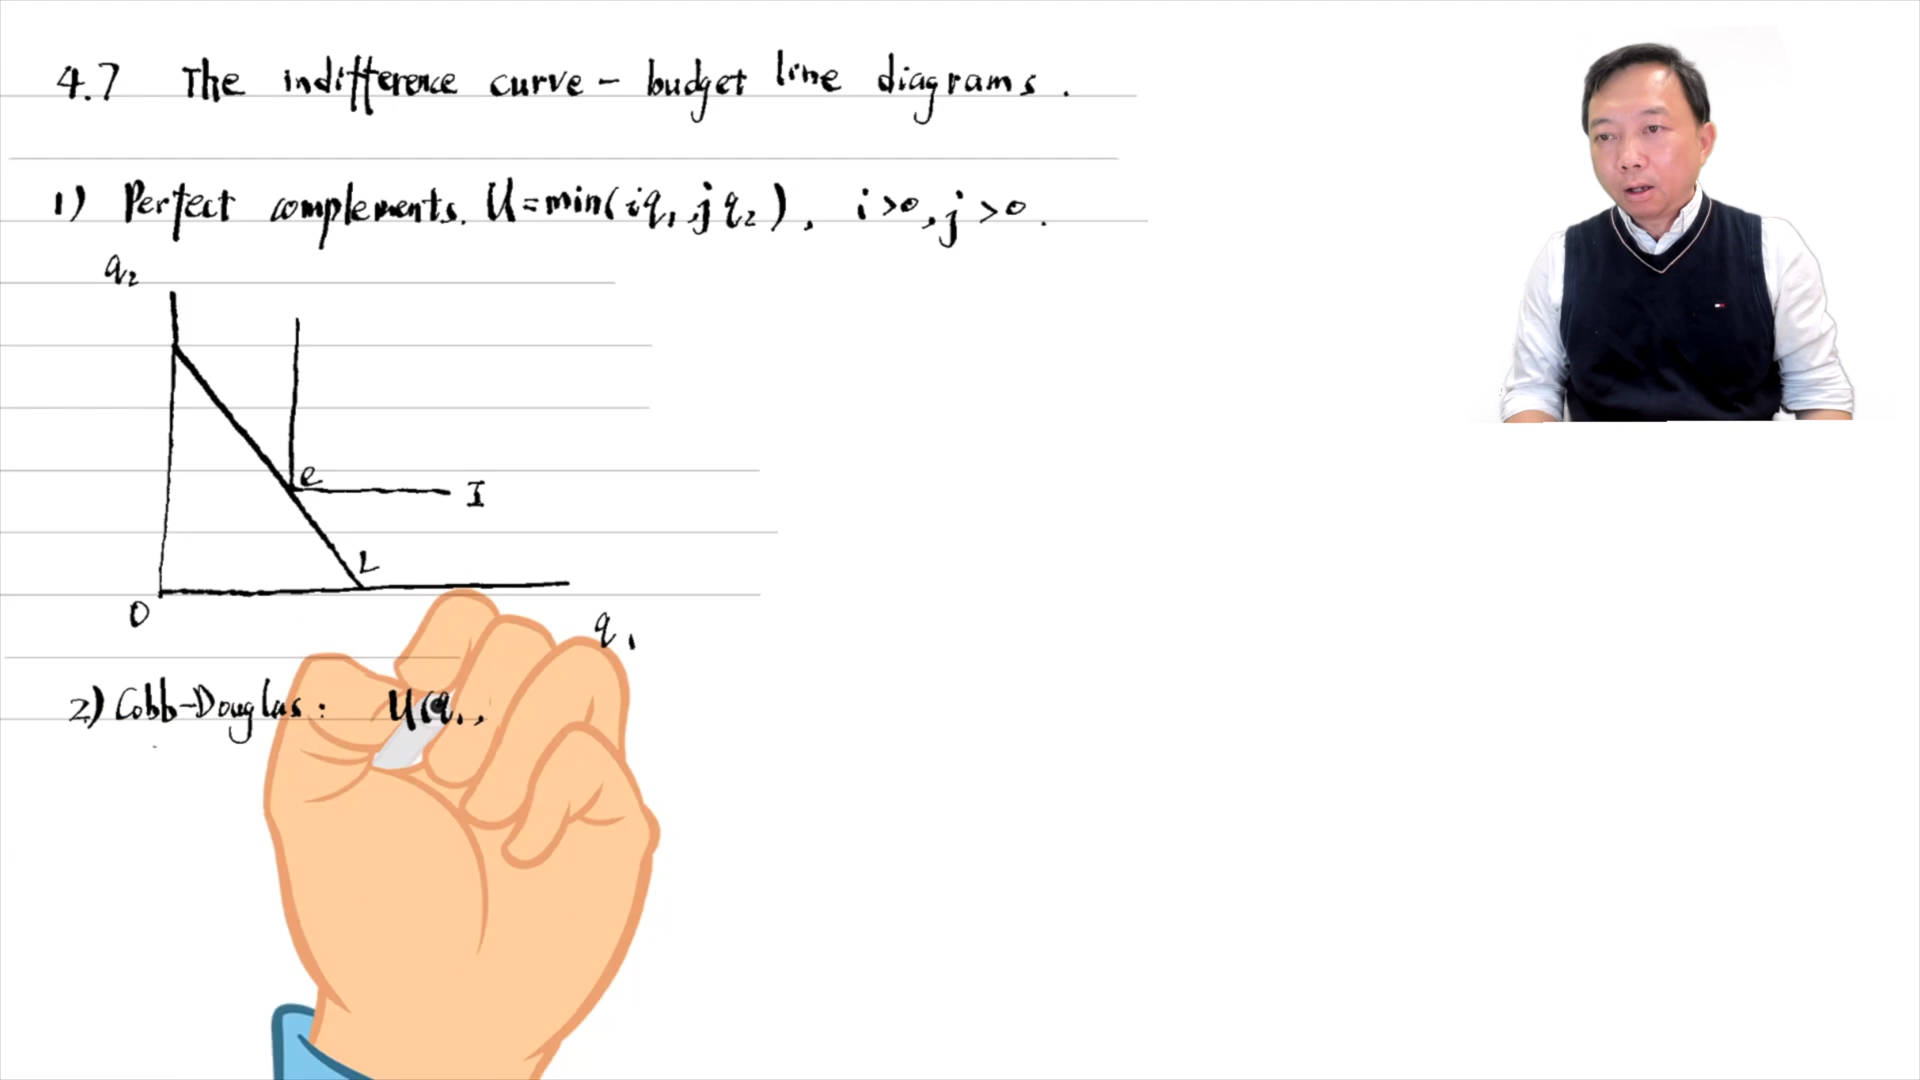 4.7 The indifference curve - budget line diagrams.
1) Perfect complements. U=min(iq₁,jq₂), i>0,j>0.
q₂
e
I
L
0
q₁
2) Cobb-Douglas: U(q₁,